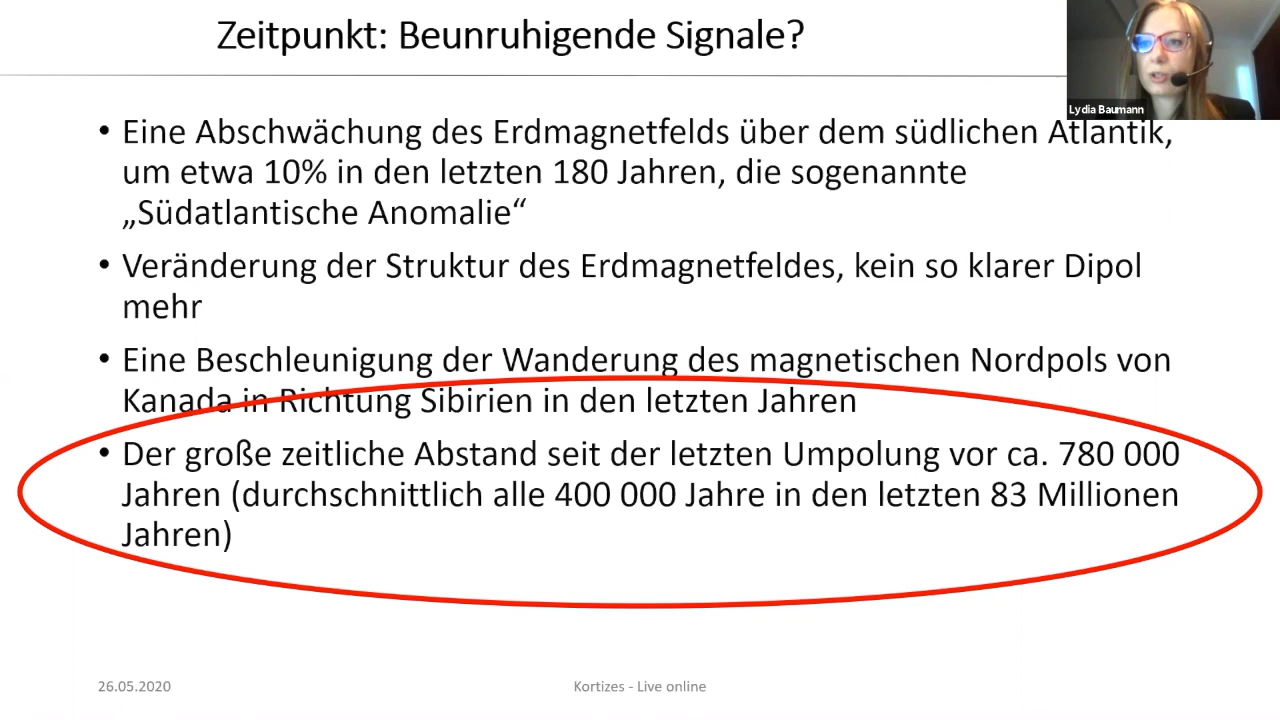 Zeitpunkt: Beunruhigende Signale?
Lydia Baumann
• Eine Abschwächung des Erdmagnetfelds über dem südlichen Atlantik,
um etwa 10% in den letzten 180 Jahren, die sogenannte
„Südatlantische Anomalie“
• Veränderung der Struktur des Erdmagnetfeldes, kein so klarer Dipol
mehr
• Eine Beschleunigung der Wanderung des magnetischen Nordpols von
Kanada in Richtung Sibirien in den letzten Jahren
• Der große zeitliche Abstand seit der letzten Umpolung vor ca. 780 000
Jahren (durchschnittlich alle 400 000 Jahre in den letzten 83 Millionen
Jahren)
26.05.2020
Kortizes - Live online